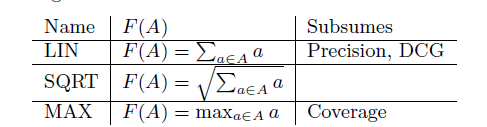 Name F(A) Subsumes
LIN F(A) = ∑_{a∈A} a Precision, DCG
SQRT F(A) = √(∑_{a∈A} a)
MAX F(A) = max_{a∈A} a Coverage